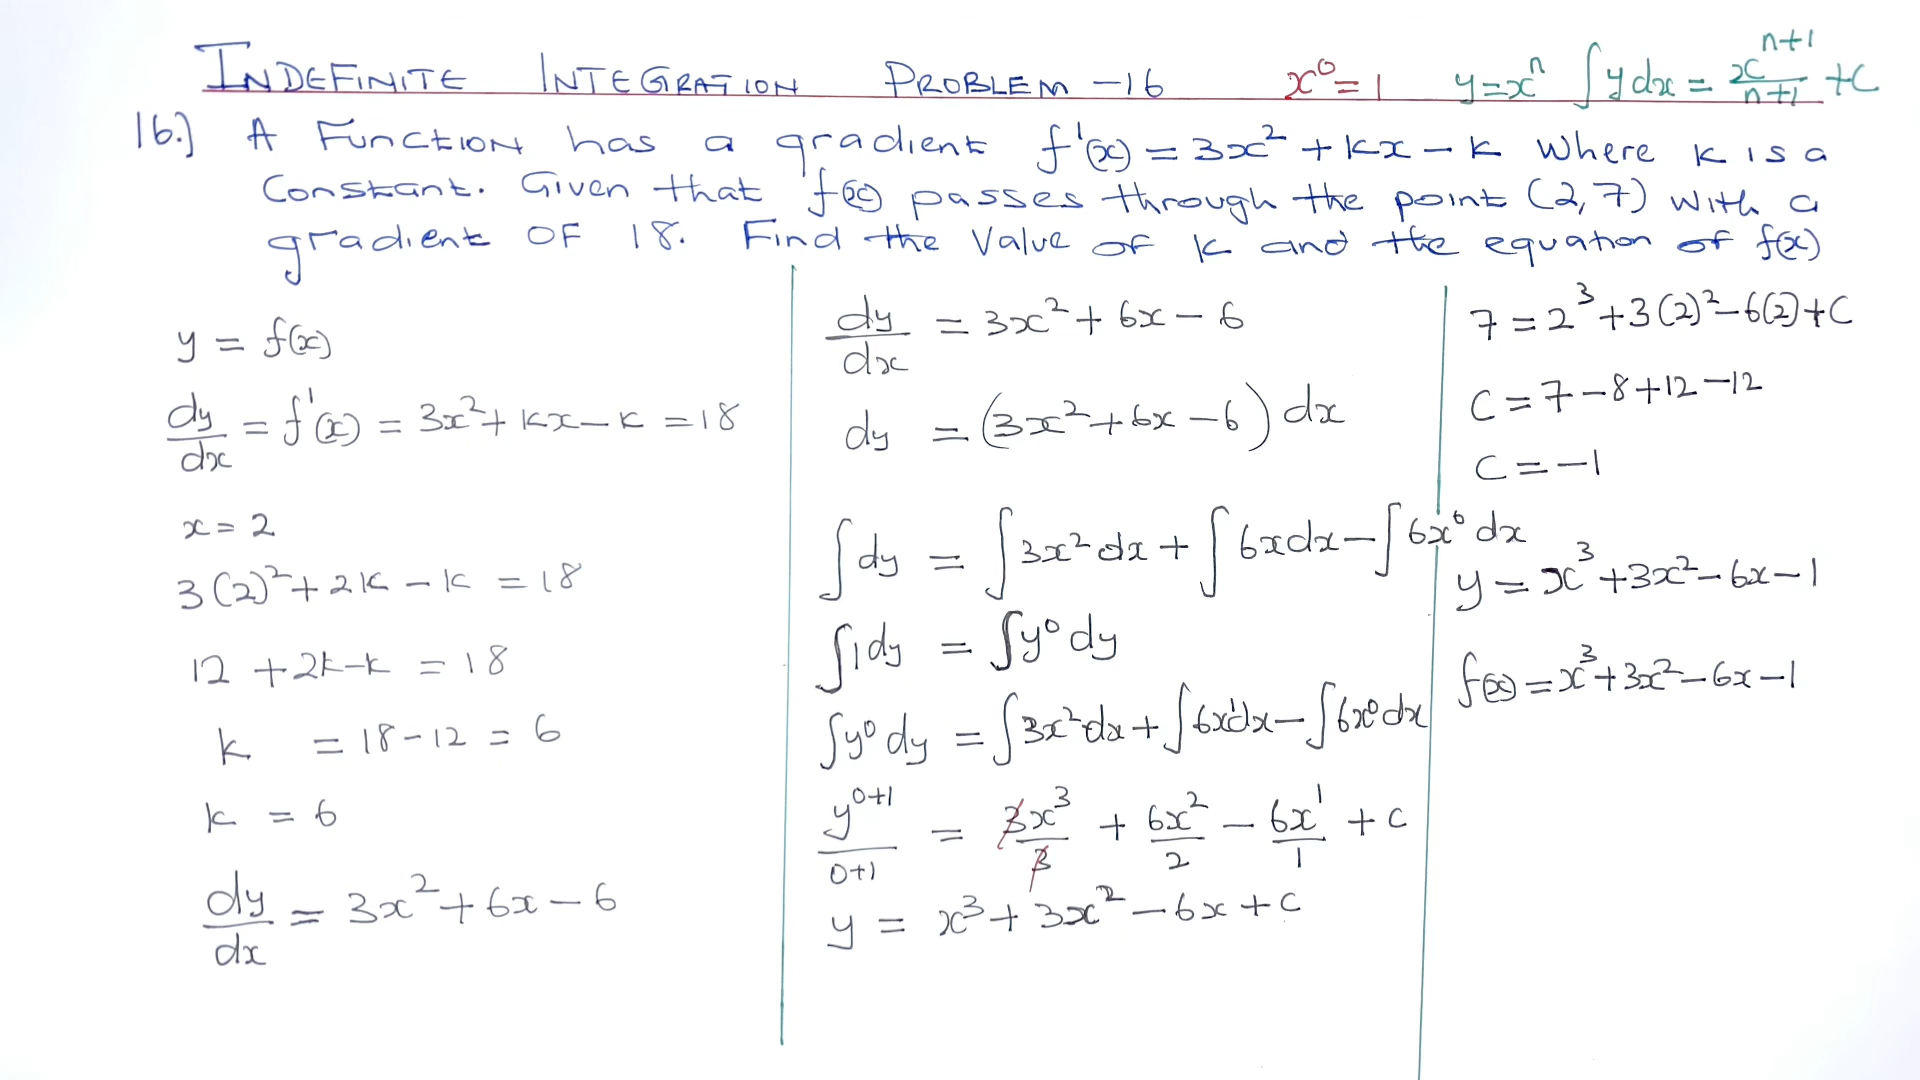 INDEFINITE INTEGRATION PROBLEM -16 x⁰=1 y=xⁿ ∫y dx = xⁿ⁺¹/n+1 +C
16.] A Function has a gradient f'(x) = 3x² + kx - k where k is a
Constant. Given that f(x) passes through the point (2,7) with a
gradient OF 18. Find the Value of k and the equation of f(x)
y = f(x)
dy/dx = f'(x) = 3x² + kx - k = 18
x = 2
3(2)² + 2k - k = 18
12 + 2k - k = 18
k = 18 - 12 = 6
k = 6
dy/dx = 3x² + 6x - 6
dy/dx = 3x² + 6x - 6
dy = (3x² + 6x - 6) dx
∫dy = ∫3x² dx + ∫6x dx - ∫6x⁰ dx
∫1dy = ∫y⁰ dy
∫y⁰ dy = ∫3x² dx + ∫6x¹dx - ∫6x⁰ dx
y⁰⁺¹/0+1 = 3x³/3 + 6x²/2 - 6x¹/1 + c
y = x³ + 3x² - 6x + c
7 = 2³ + 3(2)² - 6(2) + C
C = 7 - 8 + 12 - 12
C = -1
y = x³ + 3x² - 6x - 1
f(x) = x³ + 3x² - 6x - 1